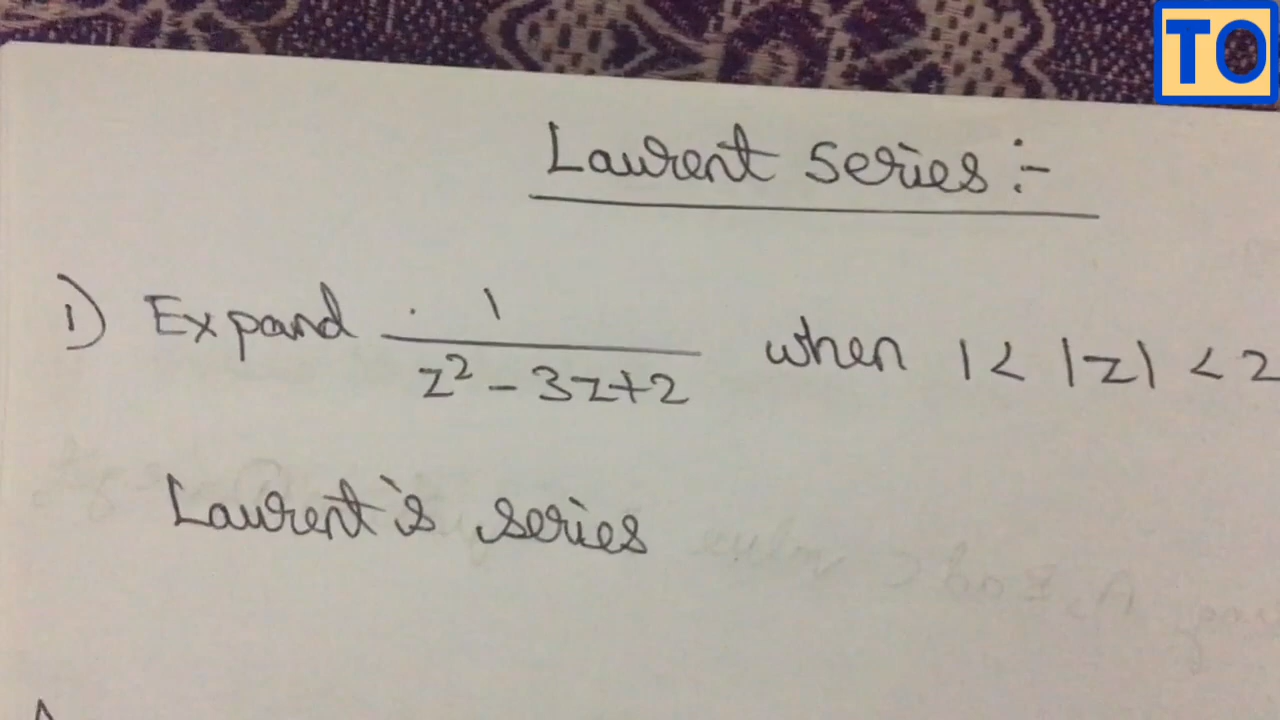 TO
Laurent Series :-
1) Expand 1/(z² - 3z+2) when 1 < |z| < 2
Laurent's series